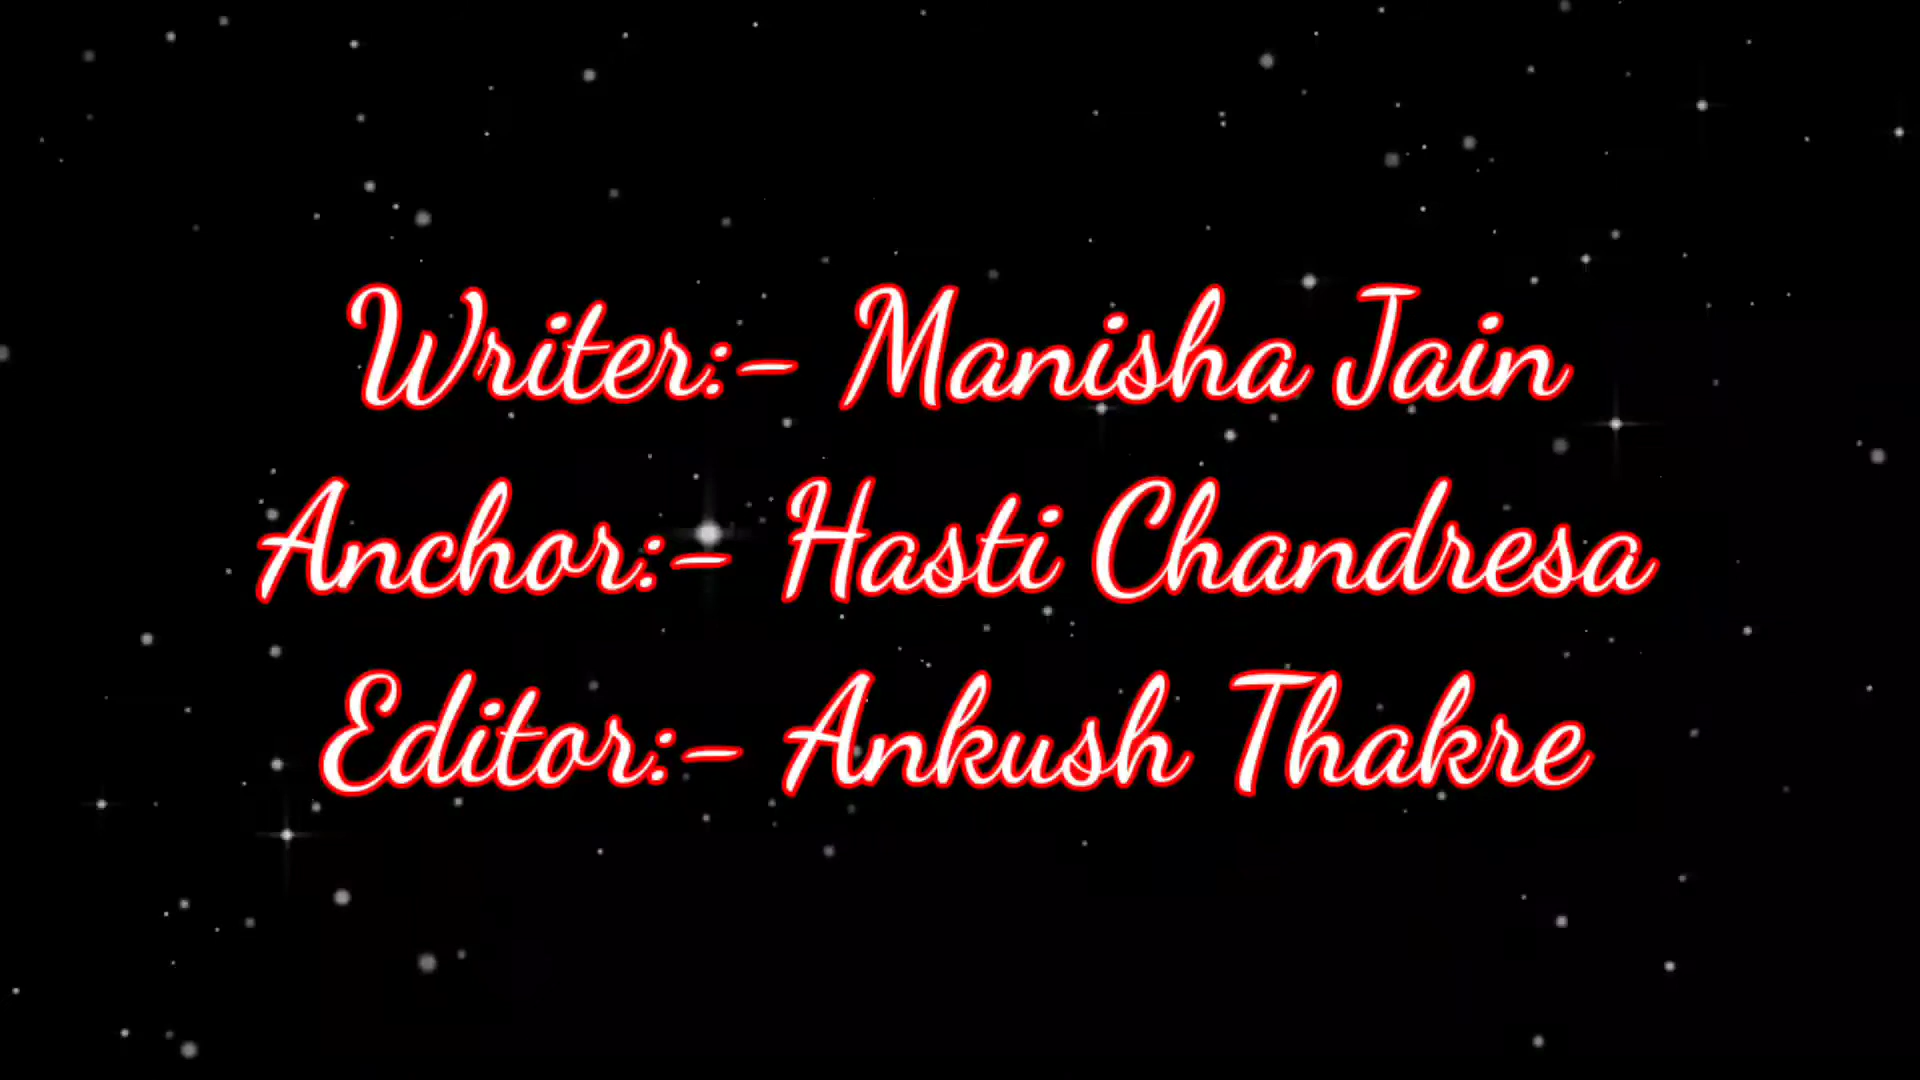 Writer:- Manisha Jain
Anchor:- Hasti Chandresa
Editor:- Ankush Thakre